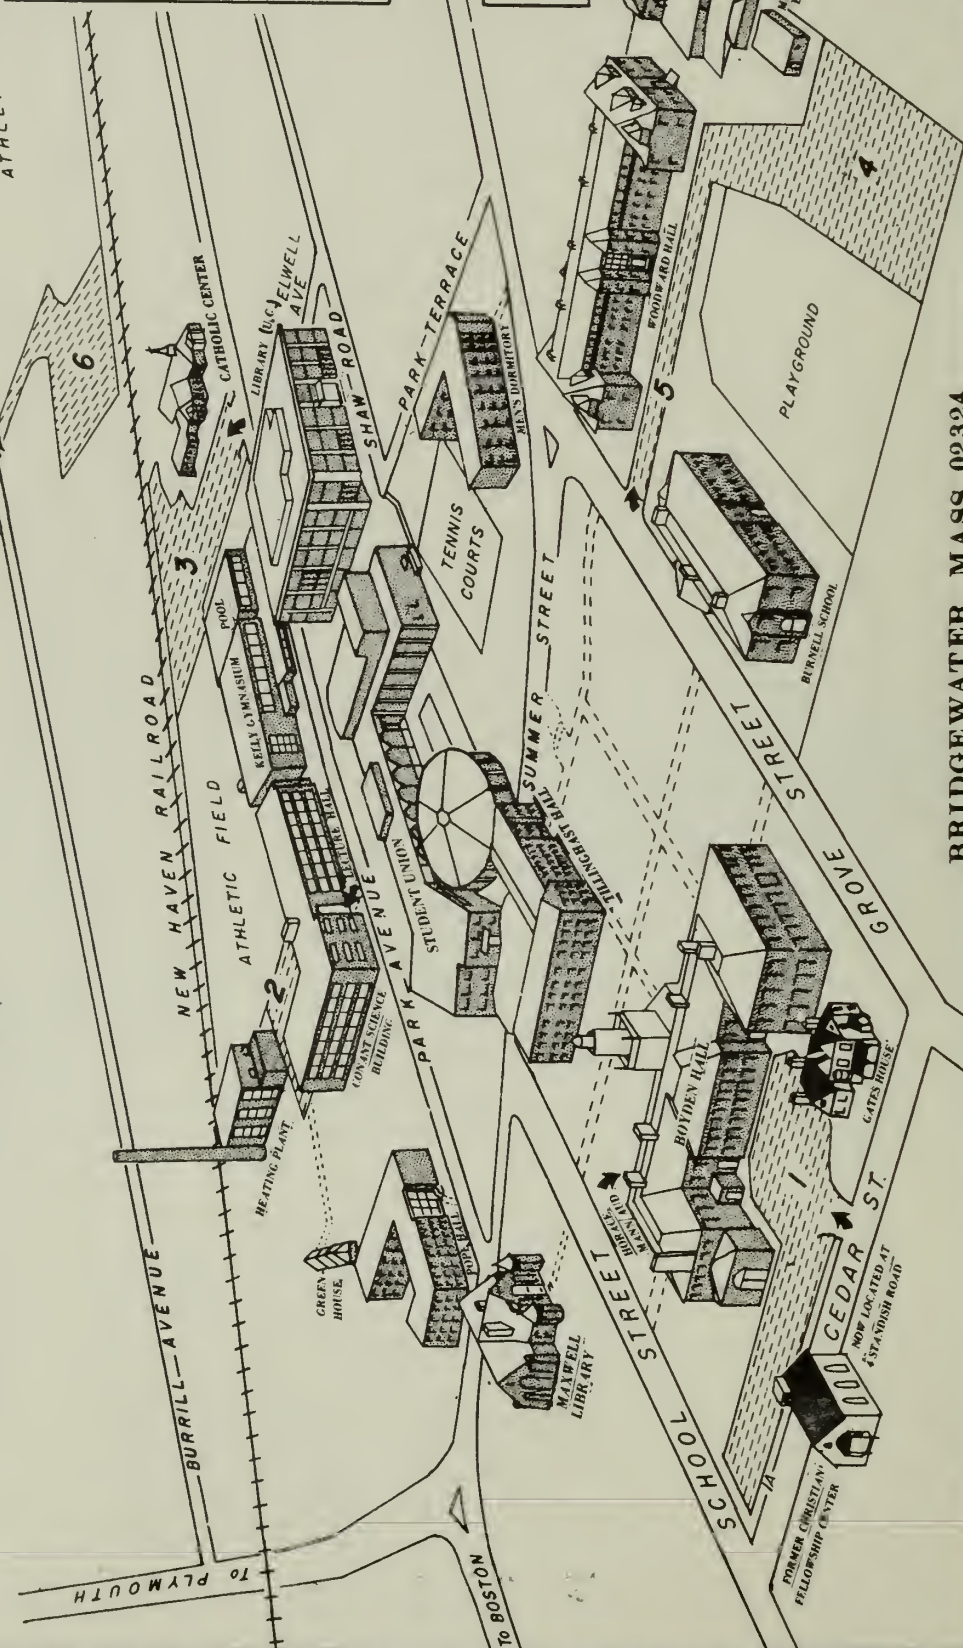 ATHLE
6
CATHOLIC CENTER
3
LIBRARY (U.C.)
ELWELL
AVE
SHAW ROAD
PARK TERRACE
MEN'S DORMITORY
TENNIS
COURTS
WOODWARD HALL
5
4
PLAYGROUND
BURNELL SCHOOL
NEW HAVEN RAILROAD
ATHLETIC FIELD
POOL
KELLY GYMNASIUM
LECTURE HALL
2
CONANT SCIENCE
BUILDING
HEATING PLANT
PARK AVENUE
STUDENT UNION
SUMMER STREET
TILLINGHAST HALL
GROVE STREET
BOYDEN HALL
HORACE
MANN AUD
1
GATES HOUSE
CEDAR ST.
NOW LOCATED AT
4 STANDISH ROAD
FORMER CHRISTIAN
FELLOWSHIP CENTER
1A
SCHOOL STREET
MAXWELL
LIBRARY
POPE HALL
GREEN
HOUSE
BURRILL AVENUE
TO PLYMOUTH
TO BOSTON
BRIDGEWATER, MASS 02324